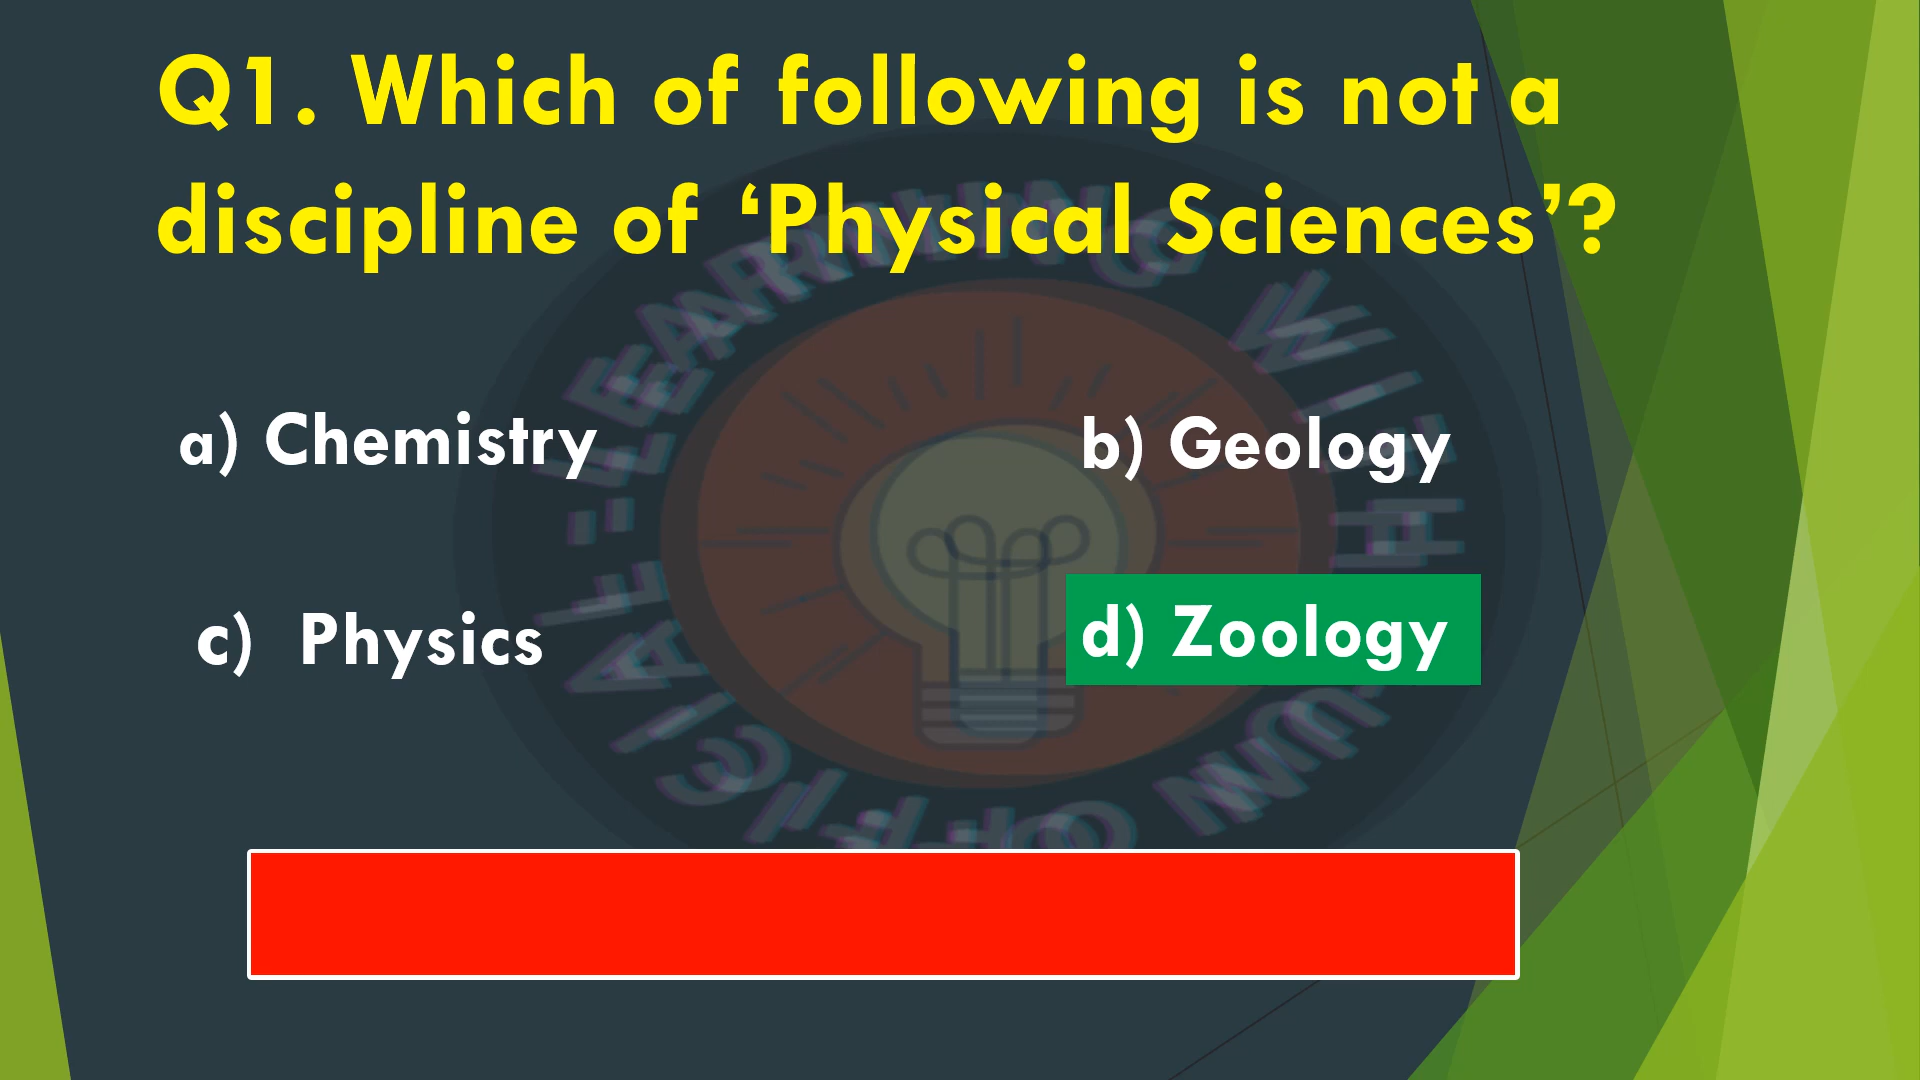 Q1. Which of following is not a
discipline of ‘Physical Sciences’?
a) Chemistry
b) Geology
c) Physics
d) Zoology